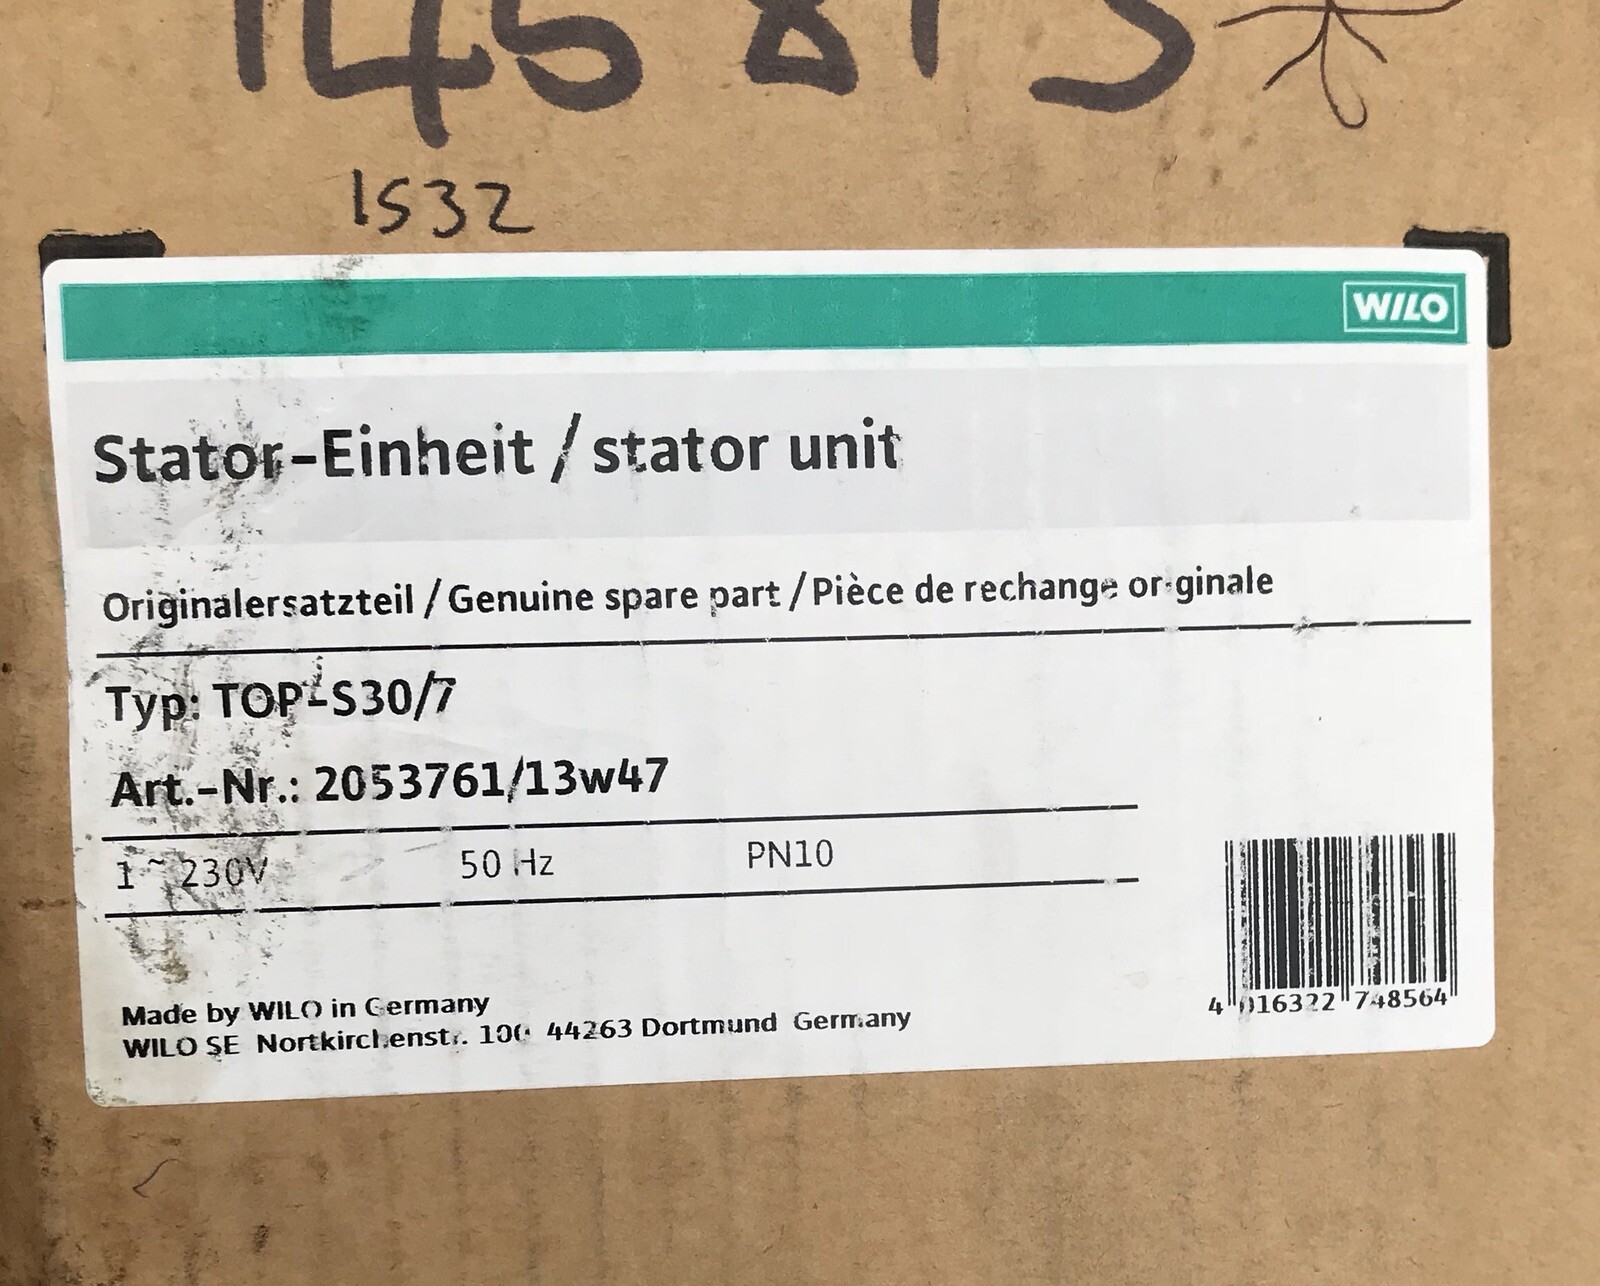 1532
WILO
Stator-Einheit / stator unit
Originalersatzteil / Genuine spare part / Pièce de rechange originale
Typ: TOP-S30/7
Art.-Nr.: 2053761/13w47
1 ~ 230V 50 Hz PN10
4 016322 748564
Made by WILO in Germany
WILO SE Nortkirchenstr. 100 44263 Dortmund Germany